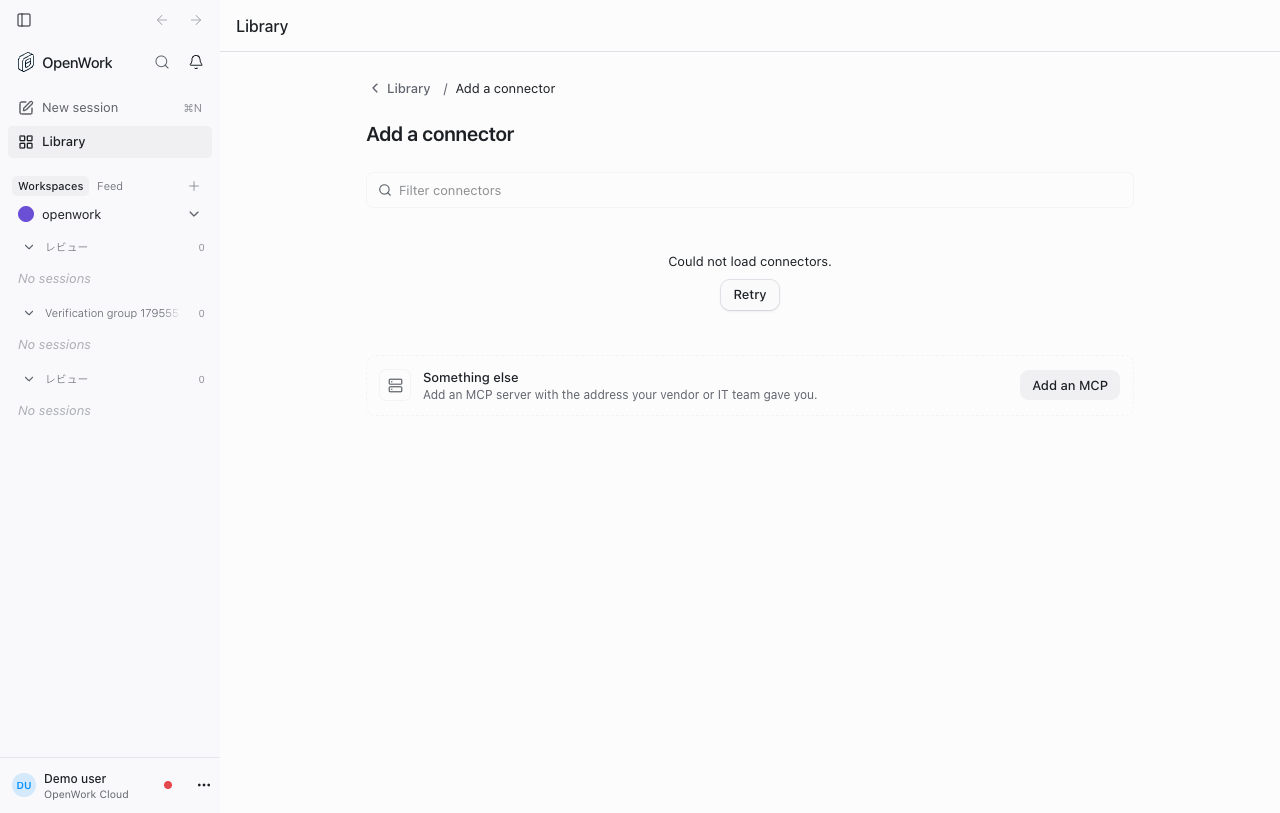 Library
OpenWork
New session ⌘N
Library
Workspaces Feed
openwork
レビュー 0
No sessions
Verification group 179555 0
No sessions
レビュー 0
No sessions
DU
Demo user
OpenWork Cloud
Library / Add a connector
Add a connector
Filter connectors
Could not load connectors.
Retry
Something else
Add an MCP server with the address your vendor or IT team gave you.
Add an MCP